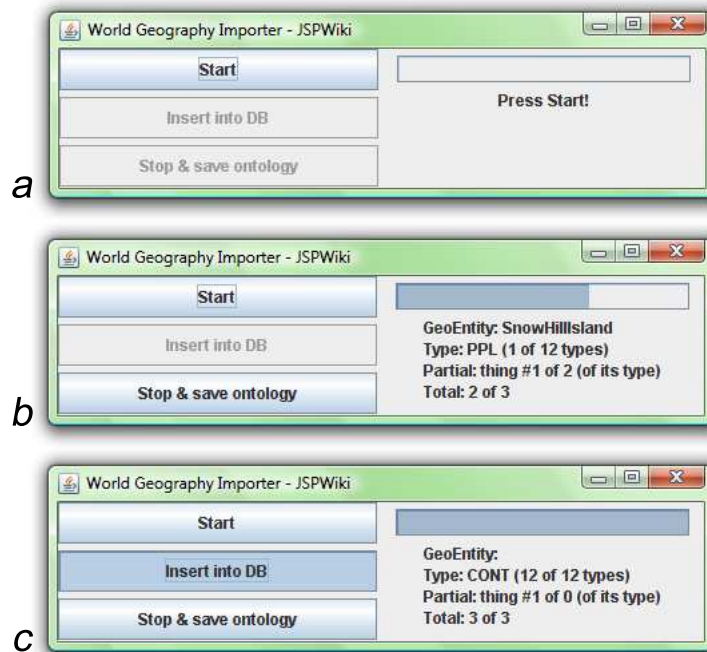 World Geography Importer - JSPWiki
Start
Press Start!
Insert into DB
Stop & save ontology
a
World Geography Importer - JSPWiki
Start
GeoEntity: SnowHillIsland
Insert into DB
Type: PPL (1 of 12 types)
Partial: thing #1 of 2 (of its type)
Stop & save ontology
Total: 2 of 3
b
World Geography Importer - JSPWiki
Start
Insert into DB
GeoEntity:
Type: CONT (12 of 12 types)
Partial: thing #1 of 0 (of its type)
Stop & save ontology
Total: 3 of 3
c